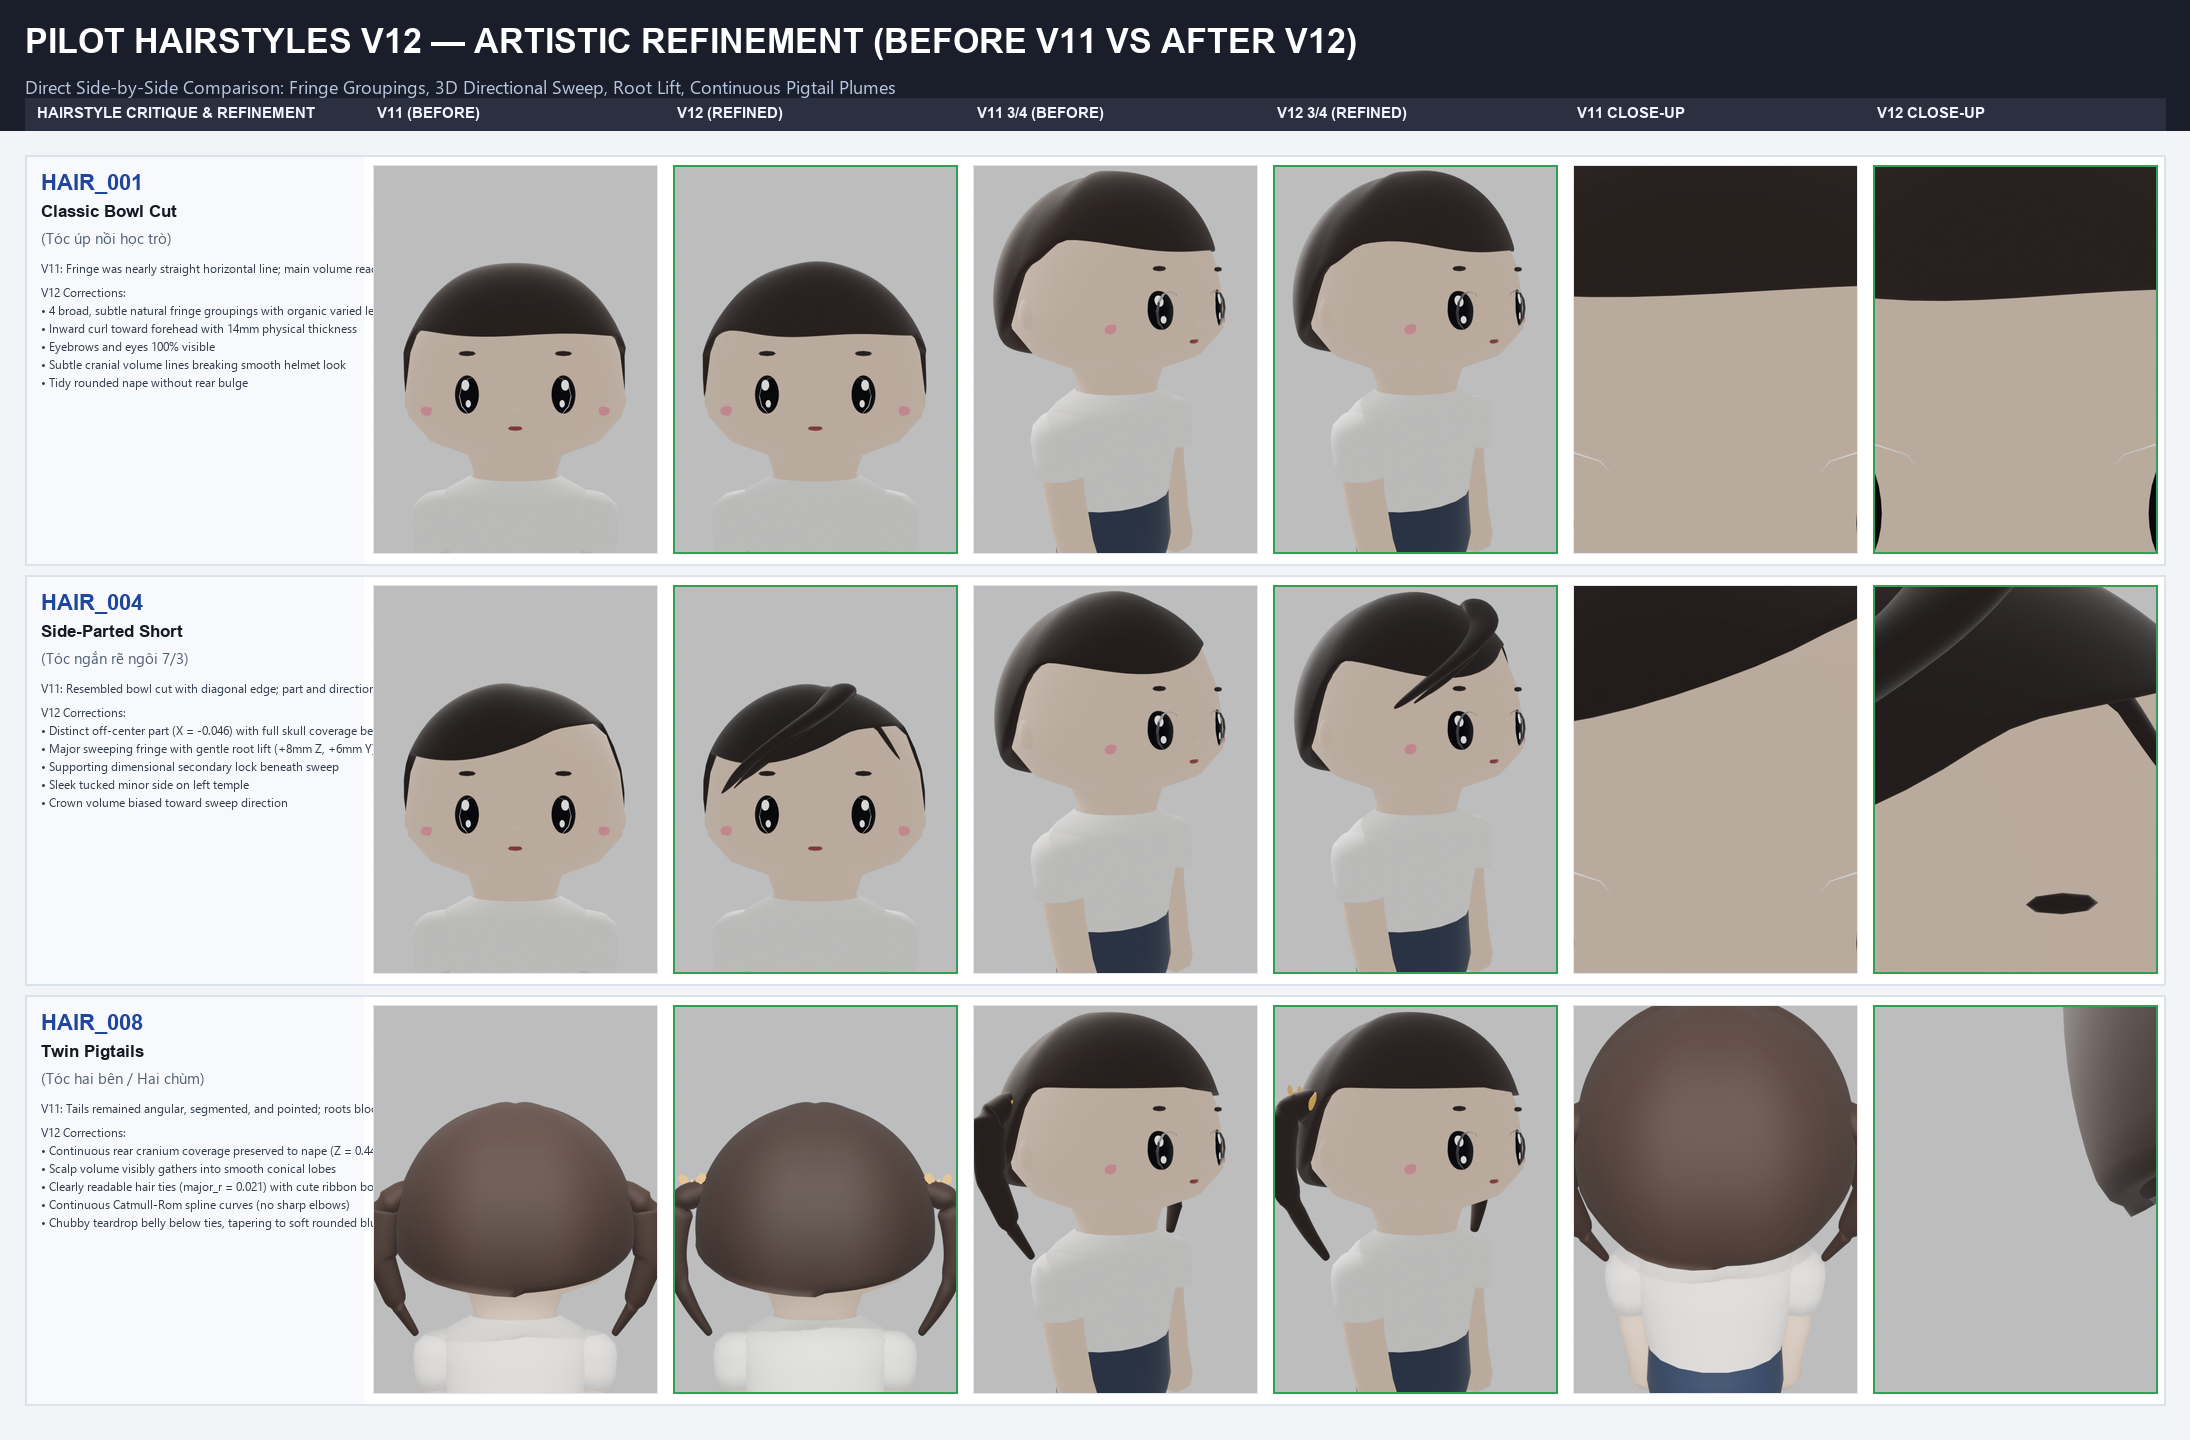 PILOT HAIRSTYLES V12 — ARTISTIC REFINEMENT (BEFORE V11 VS AFTER V12)
Direct Side-by-Side Comparison: Fringe Groupings, 3D Directional Sweep, Root Lift, Continuous Pigtail Plumes
HAIRSTYLE CRITIQUE & REFINEMENT V11 (BEFORE) V12 (REFINED) V11 3/4 (BEFORE) V12 3/4 (REFINED) V11 CLOSE-UP V12 CLOSE-UP
HAIR_001
Classic Bowl Cut
(Tóc úp nồi học trò)
V11: Fringe was nearly straight horizontal line; main volume
V12 Corrections:
• 4 broad, subtle natural fringe groupings with organic varied
• Inward curl toward forehead with 14mm physical thickness
• Eyebrows and eyes 100% visible
• Subtle cranial volume lines breaking smooth helmet look
• Tidy rounded nape without rear bulge
HAIR_004
Side-Parted Short
(Tóc ngắn rẽ ngôi 7/3)
V11: Resembled bowl cut with diagonal edge; part and direction
V12 Corrections:
• Distinct off-center part (X = -0.046) with full skull coverage
• Major sweeping fringe with gentle root lift (+8mm Z, +6mm Y)
• Supporting dimensional secondary lock beneath sweep
• Sleek tucked minor side on left temple
• Crown volume biased toward sweep direction
HAIR_008
Twin Pigtails
(Tóc hai bên / Hai chùm)
V11: Tails remained angular, segmented, and pointed; roots
V12 Corrections:
• Continuous rear cranium coverage preserved to nape (Z = 0.44
• Scalp volume visibly gathers into smooth conical lobes
• Clearly readable hair ties (major_r = 0.021) with cute ribbon
• Continuous Catmull-Rom spline curves (no sharp elbows)
• Chubby teardrop belly below ties, tapering to soft rounded